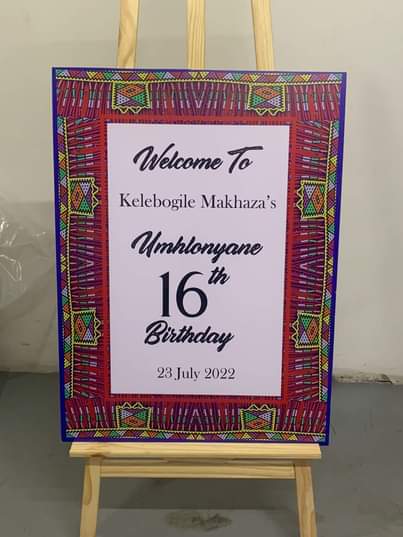 Welcome To
Kelebogile Makhaza's
Umhlonyane
16th
Birthday
23 July 2022